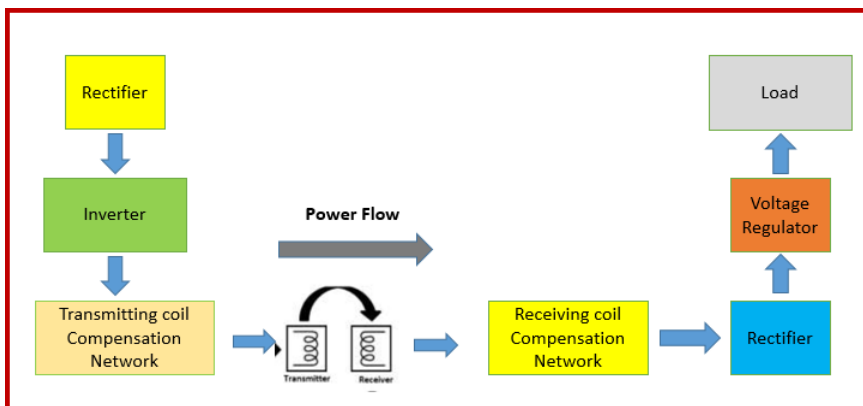 Rectifier
Inverter
Transmitting coil
Compensation
Network
Power Flow
Transmitter
Receiver
Receiving coil
Compensation
Network
Rectifier
Voltage
Regulator
Load